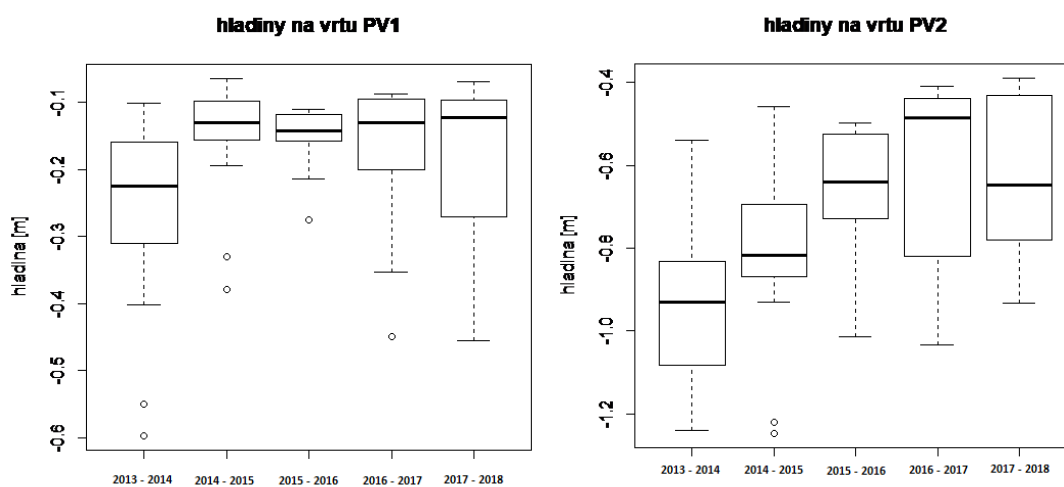 hladiny na vrtu PV1
hladina [m]
-0.1
-0.2
-0.3
-0.4
-0.5
-0.6
2013 - 2014
2014 - 2015
2015 - 2016
2016 - 2017
2017 - 2018
hladiny na vrtu PV2
hladina [m]
-0.4
-0.6
-0.8
-1.0
-1.2
2013 - 2014
2014 - 2015
2015 - 2016
2016 - 2017
2017 - 2018